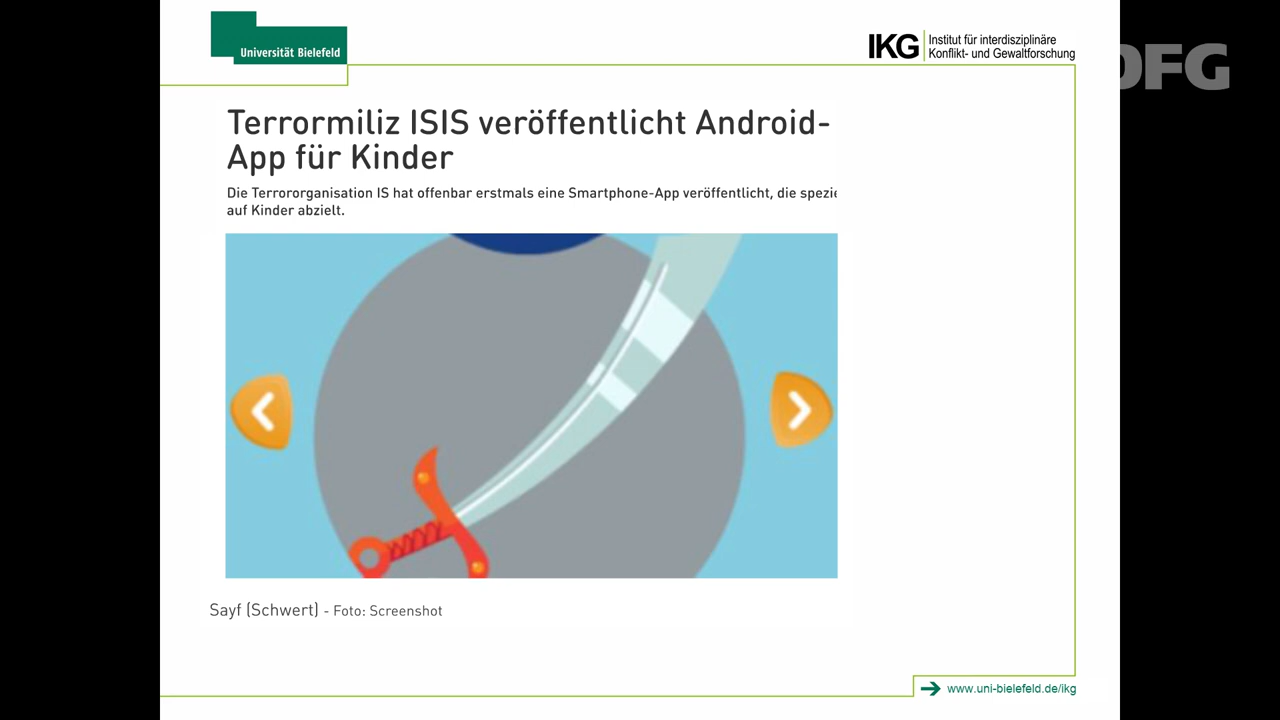 Universität Bielefeld
IKG
Institut für interdisziplinäre
Konflikt- und Gewaltforschung
DFG
Terrormiliz ISIS veröffentlicht Android-
App für Kinder
Die Terrororganisation IS hat offenbar erstmals eine Smartphone-App veröffentlicht, die spezie
auf Kinder abzielt.
Sayf (Schwert) - Foto: Screenshot
www.uni-bielefeld.de/ikg